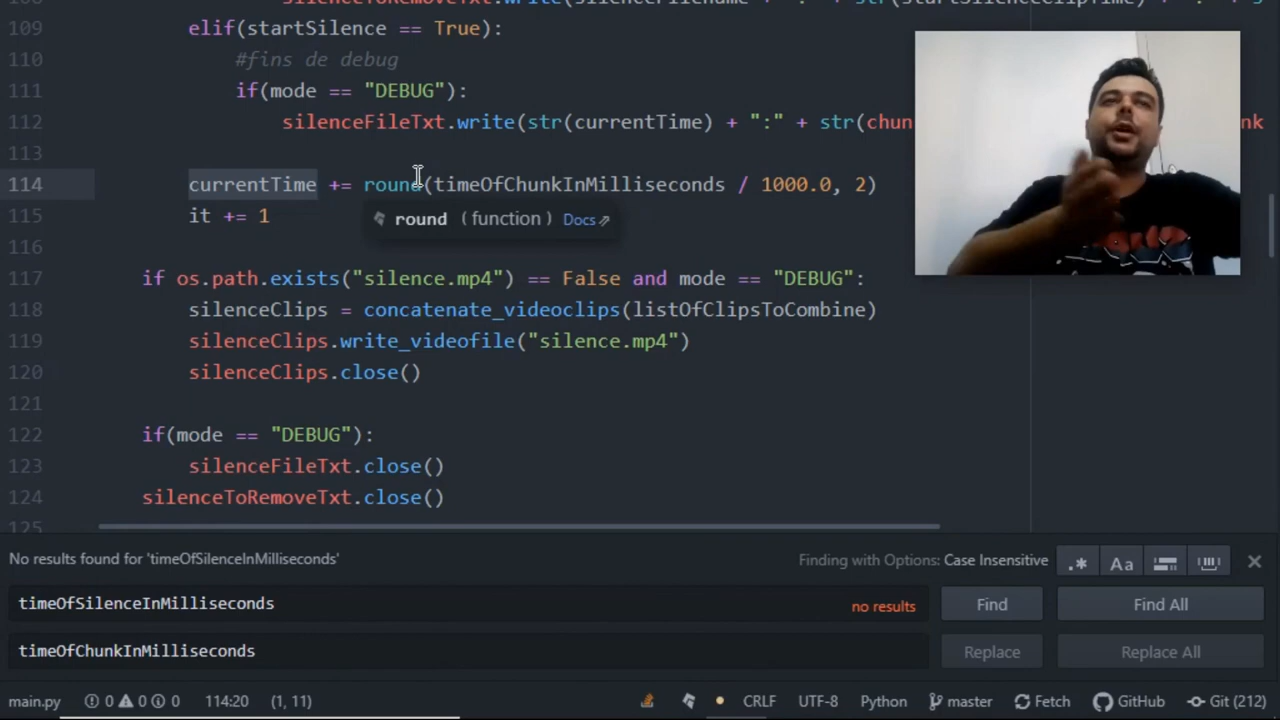 109 elif(startSilence == True):
110 #fins de debug
111 if(mode == "DEBUG"):
112 silenceFileTxt.write(str(currentTime) + ":" + str(chun
113
114 currentTime += round(timeOfChunkInMilliseconds / 1000.0, 2)
115 it += 1
round (function) Docs
116
117 if os.path.exists("silence.mp4") == False and mode == "DEBUG":
118 silenceClips = concatenate_videoclips(listOfClipsToCombine)
119 silenceClips.write_videofile("silence.mp4")
120 silenceClips.close()
121
122 if(mode == "DEBUG"):
123 silenceFileTxt.close()
124 silenceToRemoveTxt.close()
125
No results found for 'timeOfSilenceInMilliseconds' Finding with Options: Case Insensitive .* Aa
timeOfSilenceInMilliseconds no results Find Find All
timeOfChunkInMilliseconds Replace Replace All
main.py 0 0 0 114:20 (1, 11) CRLF UTF-8 Python master Fetch GitHub Git (212)